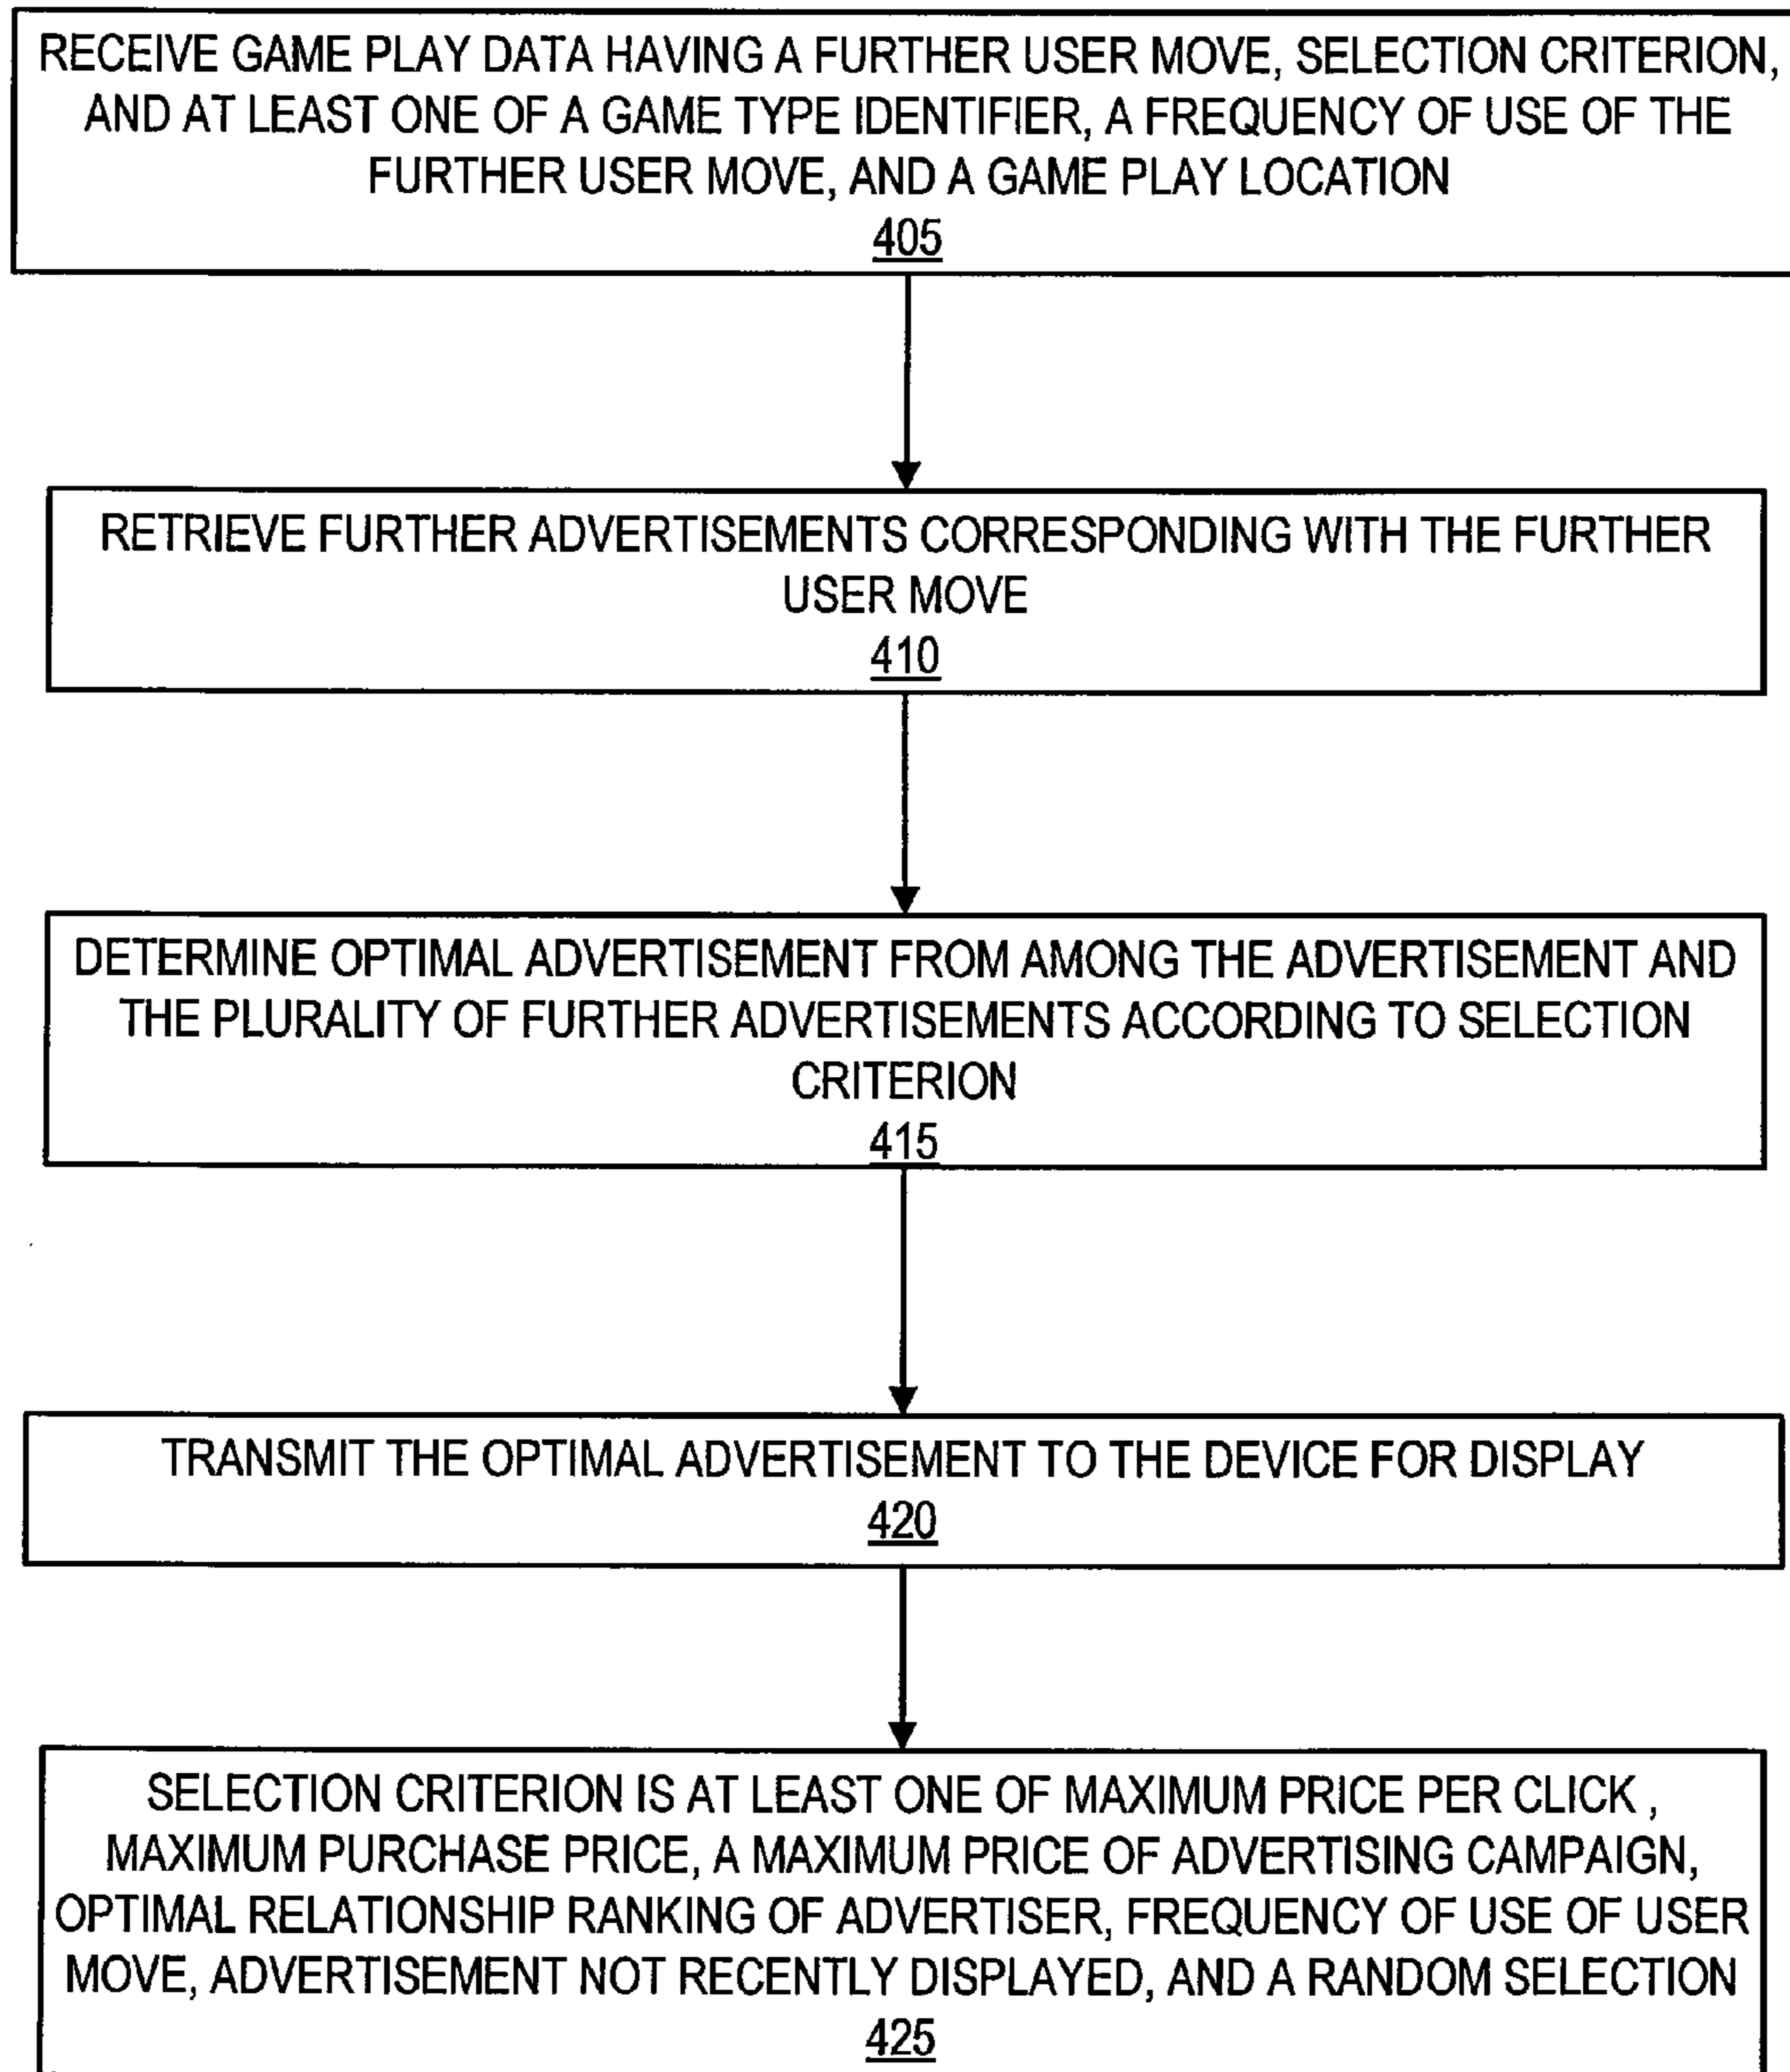 RECEIVE GAME PLAY DATA HAVING A FURTHER USER MOVE, SELECTION CRITERION,
AND AT LEAST ONE OF A GAME TYPE IDENTIFIER, A FREQUENCY OF USE OF THE
FURTHER USER MOVE, AND A GAME PLAY LOCATION
405
RETRIEVE FURTHER ADVERTISEMENTS CORRESPONDING WITH THE FURTHER
USER MOVE
410
DETERMINE OPTIMAL ADVERTISEMENT FROM AMONG THE ADVERTISEMENT AND
THE PLURALITY OF FURTHER ADVERTISEMENTS ACCORDING TO SELECTION
CRITERION
415
TRANSMIT THE OPTIMAL ADVERTISEMENT TO THE DEVICE FOR DISPLAY
420
SELECTION CRITERION IS AT LEAST ONE OF MAXIMUM PRICE PER CLICK ,
MAXIMUM PURCHASE PRICE, A MAXIMUM PRICE OF ADVERTISING CAMPAIGN,
OPTIMAL RELATIONSHIP RANKING OF ADVERTISER, FREQUENCY OF USE OF USER
MOVE, ADVERTISEMENT NOT RECENTLY DISPLAYED, AND A RANDOM SELECTION
425